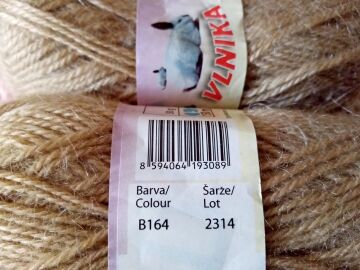 VLNIKA
8 594064 193089
Barva/ Šarže/
Colour Lot
B164 2314